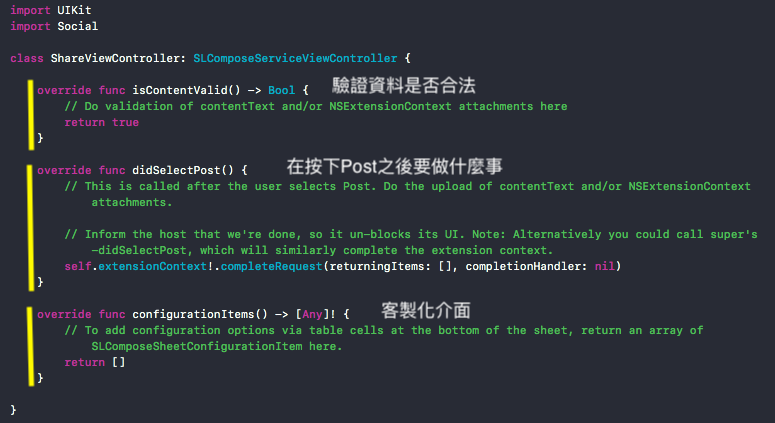 import UIKit
import Social
class ShareViewController: SLComposeServiceViewController {
override func isContentValid() -> Bool { 驗證資料是否合法
// Do validation of contentText and/or NSExtensionContext attachments here
return true
}
override func didSelectPost() { 在按下Post之後要做什麼事
// This is called after the user selects Post. Do the upload of contentText and/or NSExtensionContext
attachments.
// Inform the host that we're done, so it un-blocks its UI. Note: Alternatively you could call super's
-didSelectPost, which will similarly complete the extension context.
self.extensionContext!.completeRequest(returningItems: [], completionHandler: nil)
}
override func configurationItems() -> [Any]! { 客製化介面
// To add configuration options via table cells at the bottom of the sheet, return an array of
SLComposeSheetConfigurationItem here.
return []
}
}